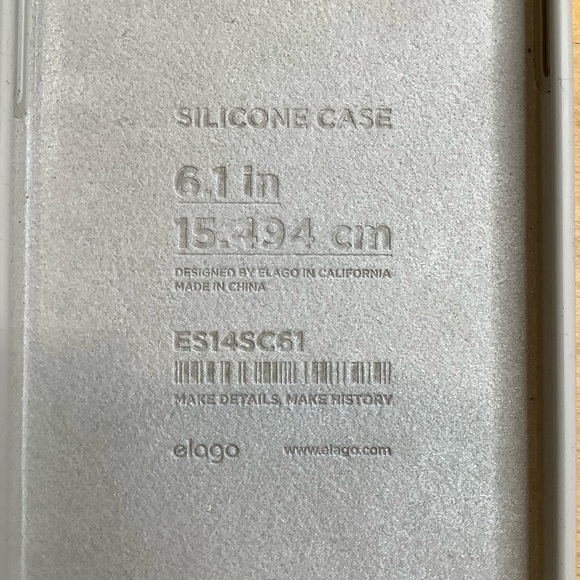 SILICONE CASE
6.1 in
15.494 cm
DESIGNED BY ELAGO IN CALIFORNIA
MADE IN CHINA
ES14SC61
MAKE DETAILS, MAKE HISTORY
elago www.elago.com